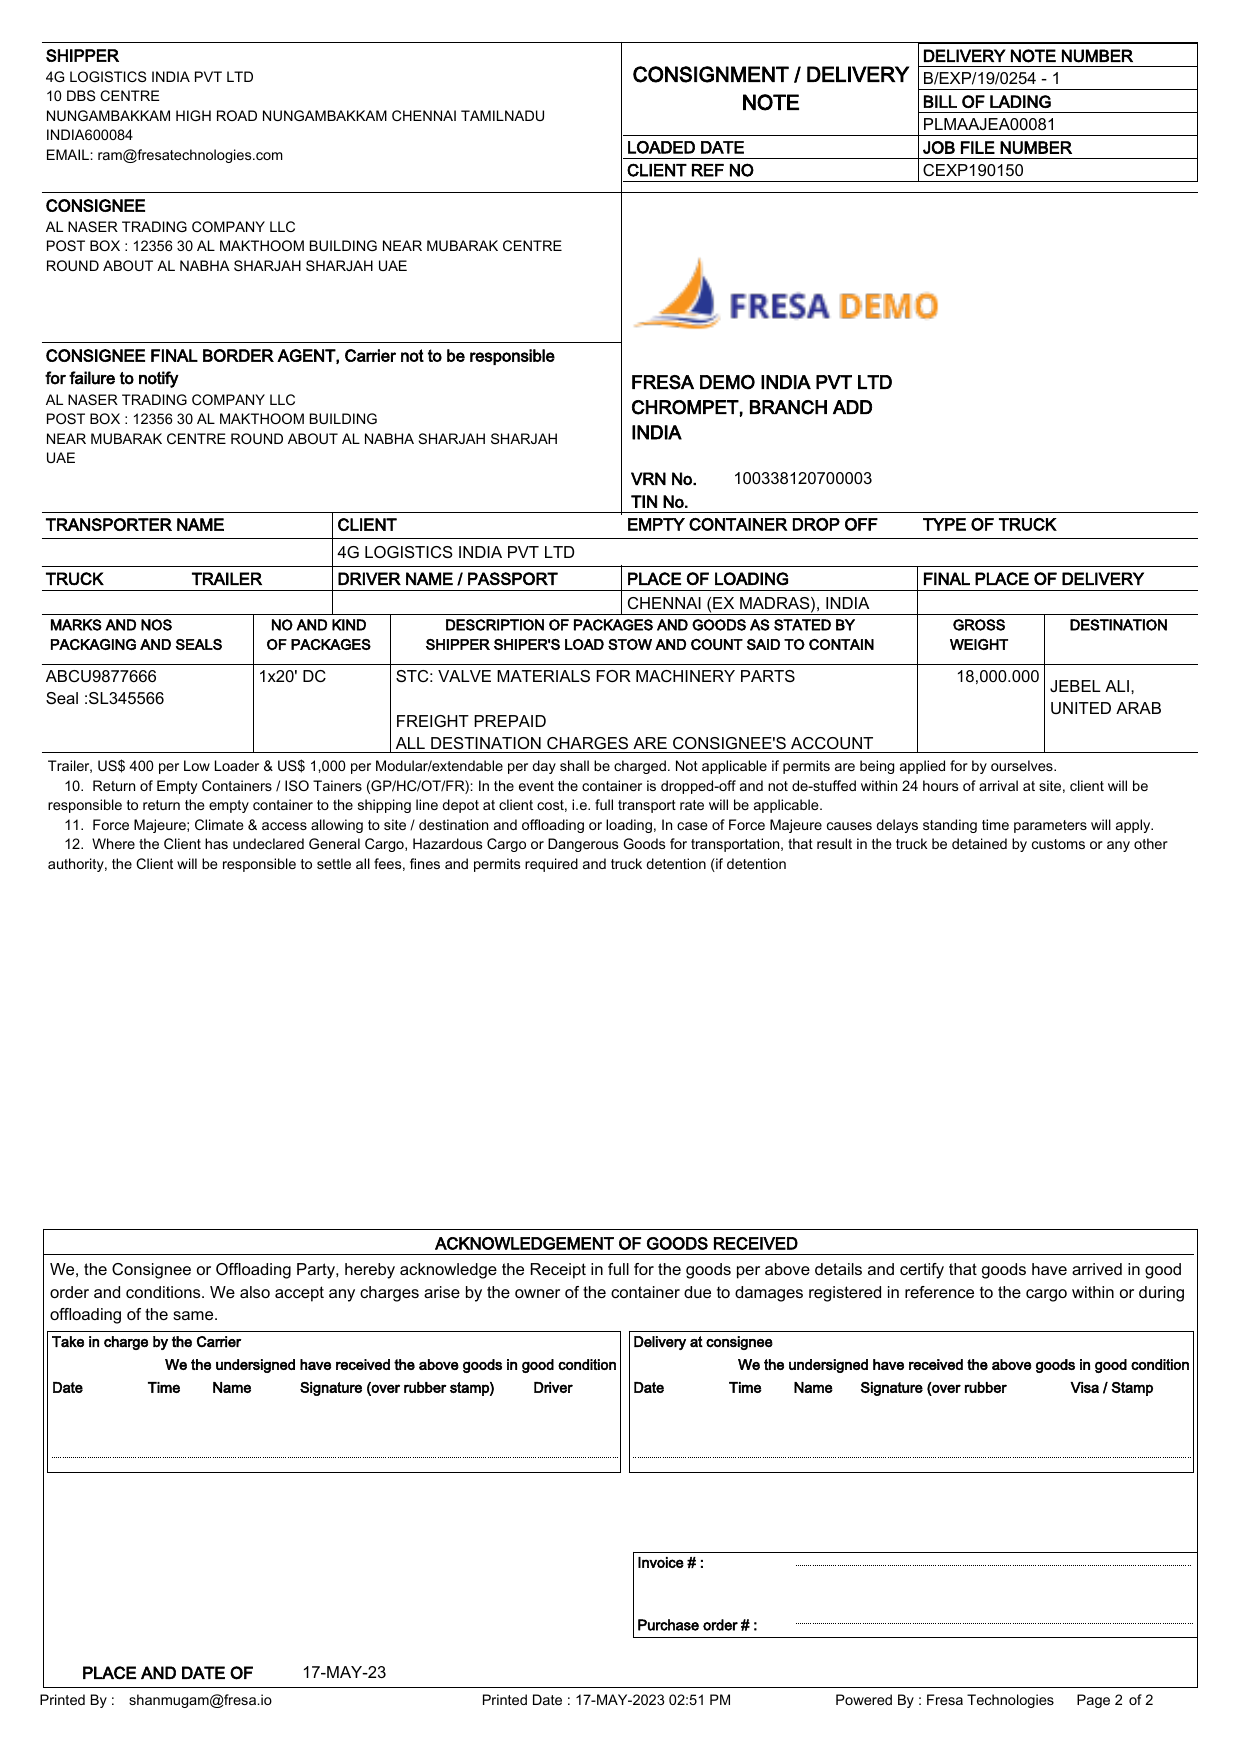 SHIPPER
4G LOGISTICS INDIA PVT LTD
10 DBS CENTRE
NUNGAMBAKKAM HIGH ROAD NUNGAMBAKKAM CHENNAI TAMILNADU
INDIA600084
EMAIL: ram@fresatechnologies.com
CONSIGNMENT / DELIVERY
NOTE
DELIVERY NOTE NUMBER
B/EXP/19/0254 - 1
BILL OF LADING
PLMAAJEA00081
LOADED DATE
JOB FILE NUMBER
CLIENT REF NO
CEXP190150
CONSIGNEE
AL NASER TRADING COMPANY LLC
POST BOX : 12356 30 AL MAKTHOOM BUILDING NEAR MUBARAK CENTRE
ROUND ABOUT AL NABHA SHARJAH SHARJAH UAE
FRESA DEMO
CONSIGNEE FINAL BORDER AGENT, Carrier not to be responsible
for failure to notify
AL NASER TRADING COMPANY LLC
POST BOX : 12356 30 AL MAKTHOOM BUILDING
NEAR MUBARAK CENTRE ROUND ABOUT AL NABHA SHARJAH SHARJAH
UAE
FRESA DEMO INDIA PVT LTD
CHROMPET, BRANCH ADD
INDIA
VRN No. 100338120700003
TIN No.
TRANSPORTER NAME CLIENT EMPTY CONTAINER DROP OFF TYPE OF TRUCK
4G LOGISTICS INDIA PVT LTD
TRUCK TRAILER DRIVER NAME / PASSPORT PLACE OF LOADING FINAL PLACE OF DELIVERY
CHENNAI (EX MADRAS), INDIA
MARKS AND NOS
PACKAGING AND SEALS
NO AND KIND
OF PACKAGES
DESCRIPTION OF PACKAGES AND GOODS AS STATED BY
SHIPPER SHIPER'S LOAD STOW AND COUNT SAID TO CONTAIN
GROSS
WEIGHT
DESTINATION
ABCU9877666
Seal :SL345566
1x20' DC
STC: VALVE MATERIALS FOR MACHINERY PARTS
FREIGHT PREPAID
ALL DESTINATION CHARGES ARE CONSIGNEE'S ACCOUNT
18,000.000
JEBEL ALI,
UNITED ARAB
Trailer, US$ 400 per Low Loader & US$ 1,000 per Modular/extendable per day shall be charged. Not applicable if permits are being applied for by ourselves.
10. Return of Empty Containers / ISO Tainers (GP/HC/OT/FR): In the event the container is dropped-off and not de-stuffed within 24 hours of arrival at site, client will be
responsible to return the empty container to the shipping line depot at client cost, i.e. full transport rate will be applicable.
11. Force Majeure; Climate & access allowing to site / destination and offloading or loading, In case of Force Majeure causes delays standing time parameters will apply.
12. Where the Client has undeclared General Cargo, Hazardous Cargo or Dangerous Goods for transportation, that result in the truck be detained by customs or any other
authority, the Client will be responsible to settle all fees, fines and permits required and truck detention (if detention
ACKNOWLEDGEMENT OF GOODS RECEIVED
We, the Consignee or Offloading Party, hereby acknowledge the Receipt in full for the goods per above details and certify that goods have arrived in good
order and conditions. We also accept any charges arise by the owner of the container due to damages registered in reference to the cargo within or during
offloading of the same.
Take in charge by the Carrier
We the undersigned have received the above goods in good condition
Date Time Name Signature (over rubber stamp) Driver
Delivery at consignee
We the undersigned have received the above goods in good condition
Date Time Name Signature (over rubber Visa / Stamp
Invoice # :
Purchase order # :
PLACE AND DATE OF 17-MAY-23
Printed By : shanmugam@fresa.io Printed Date : 17-MAY-2023 02:51 PM Powered By : Fresa Technologies Page 2 of 2